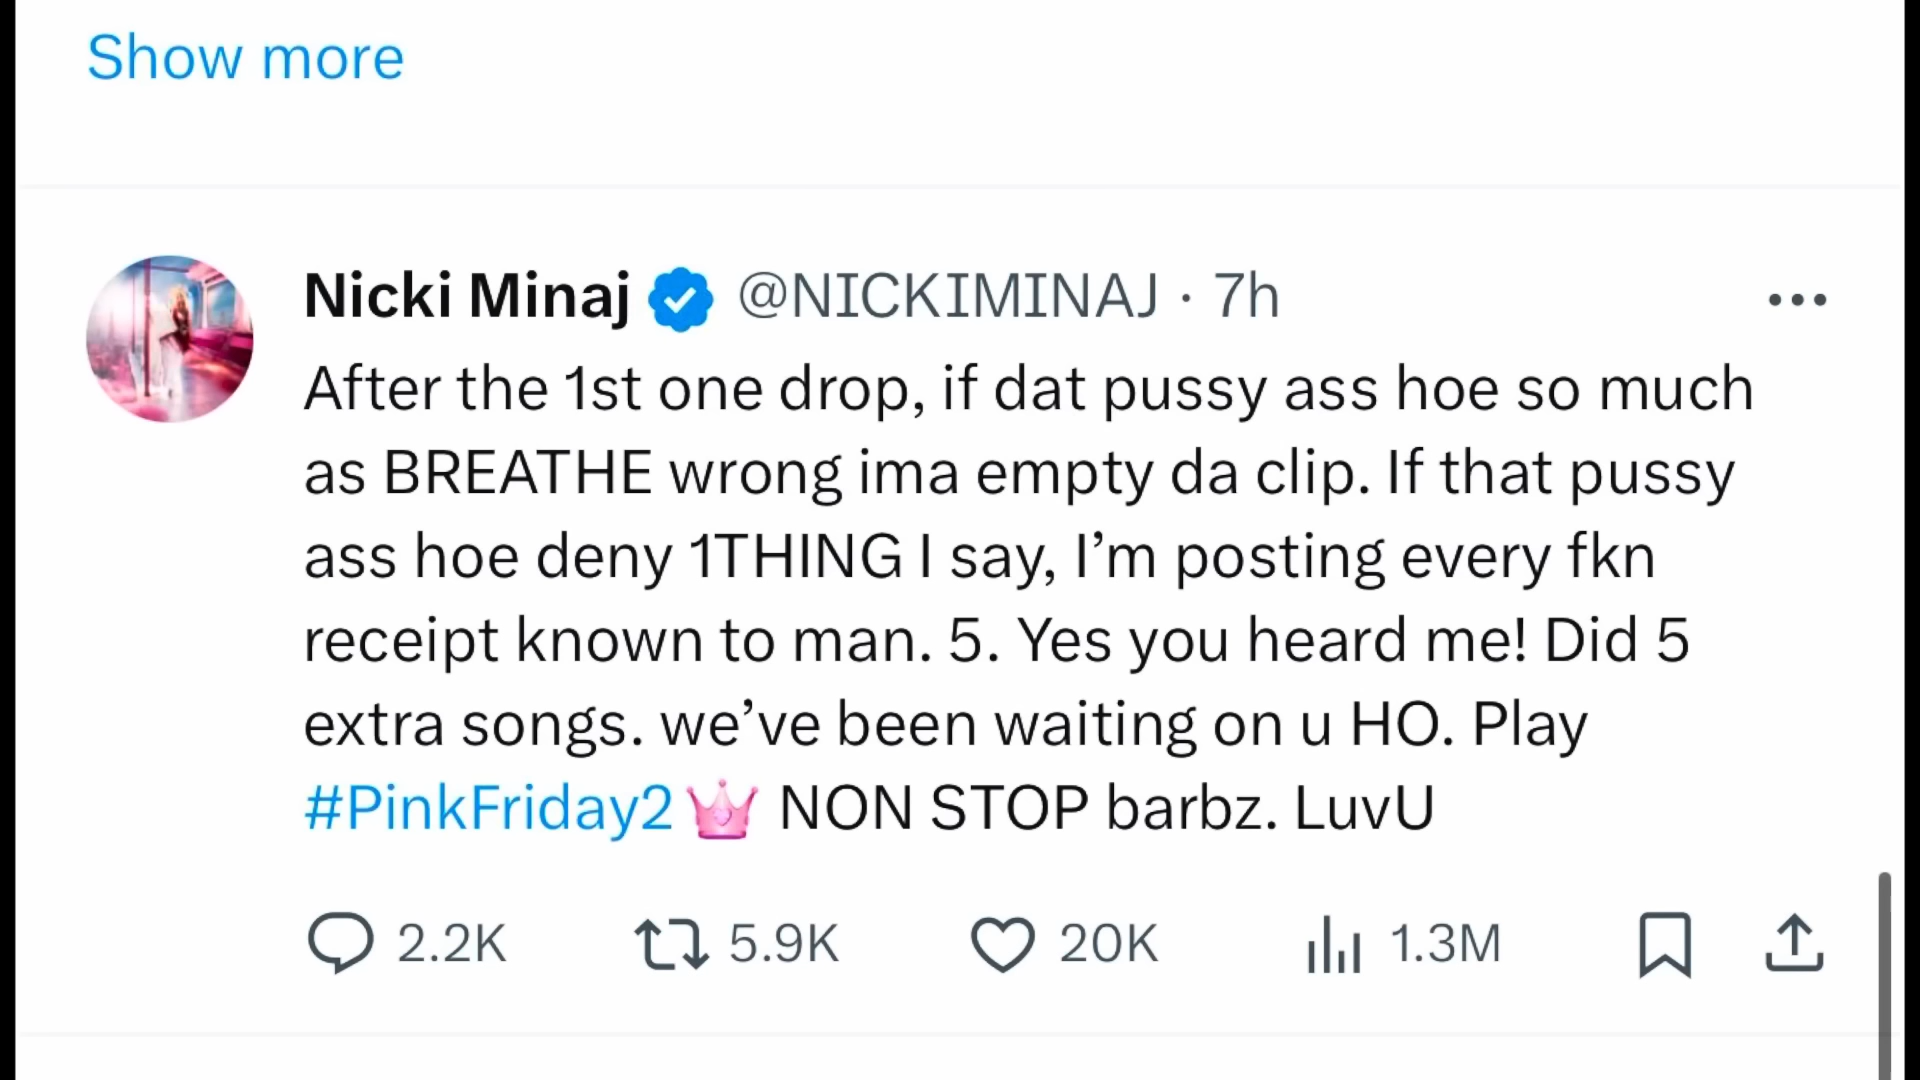 Show more
Nicki Minaj @NICKIMINAJ · 7h
After the 1st one drop, if dat pussy ass hoe so much
as BREATHE wrong ima empty da clip. If that pussy
ass hoe deny 1THING I say, I’m posting every fkn
receipt known to man. 5. Yes you heard me! Did 5
extra songs. we’ve been waiting on u HO. Play
#PinkFriday2 NON STOP barbz. LuvU
2.2K 5.9K 20K 1.3M